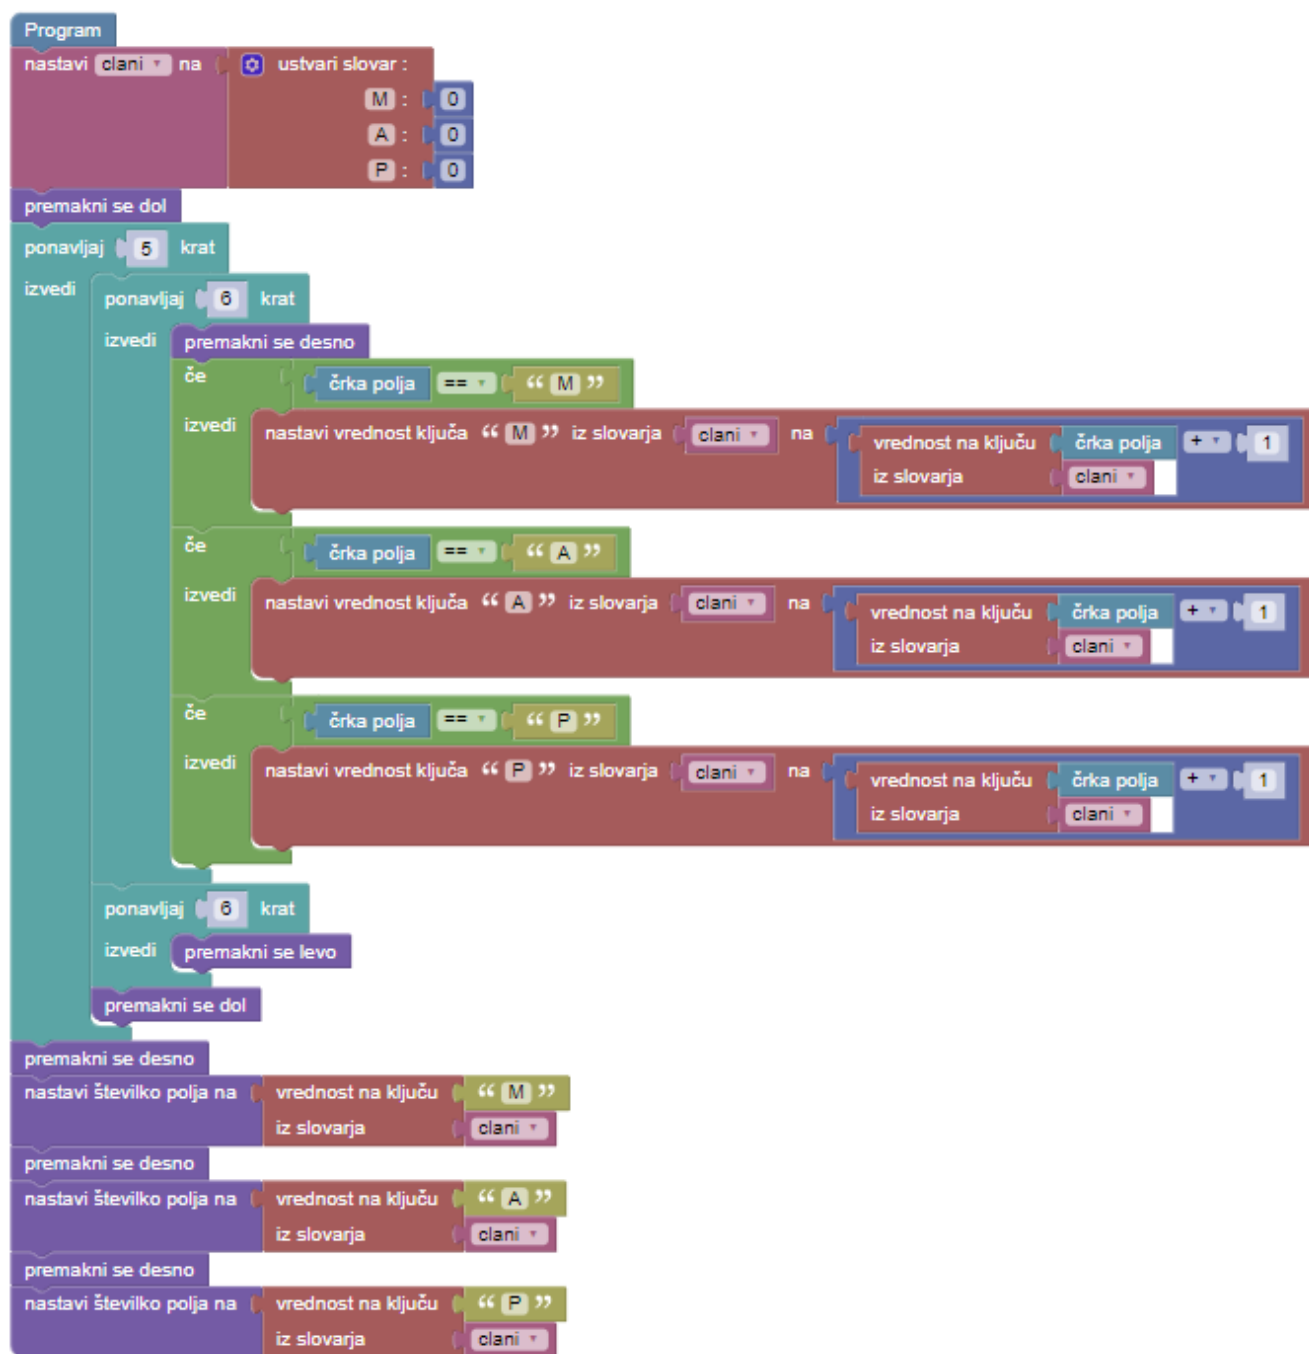 Program
nastavi clani na ustvari slovar :
M : 0
A : 0
P : 0
premakni se dol
ponavljaj 5 krat
izvedi ponavljaj 6 krat
izvedi premakni se desno
če črka polja == “ M ”
izvedi nastavi vrednost ključa “ M ” iz slovarja clani na vrednost na ključu črka polja + 1
iz slovarja clani
če črka polja == “ A ”
izvedi nastavi vrednost ključa “ A ” iz slovarja clani na vrednost na ključu črka polja + 1
iz slovarja clani
če črka polja == “ P ”
izvedi nastavi vrednost ključa “ P ” iz slovarja clani na vrednost na ključu črka polja + 1
iz slovarja clani
ponavljaj 6 krat
izvedi premakni se levo
premakni se dol
premakni se desno
nastavi številko polja na vrednost na ključu “ M ”
iz slovarja clani
premakni se desno
nastavi številko polja na vrednost na ključu “ A ”
iz slovarja clani
premakni se desno
nastavi številko polja na vrednost na ključu “ P ”
iz slovarja clani